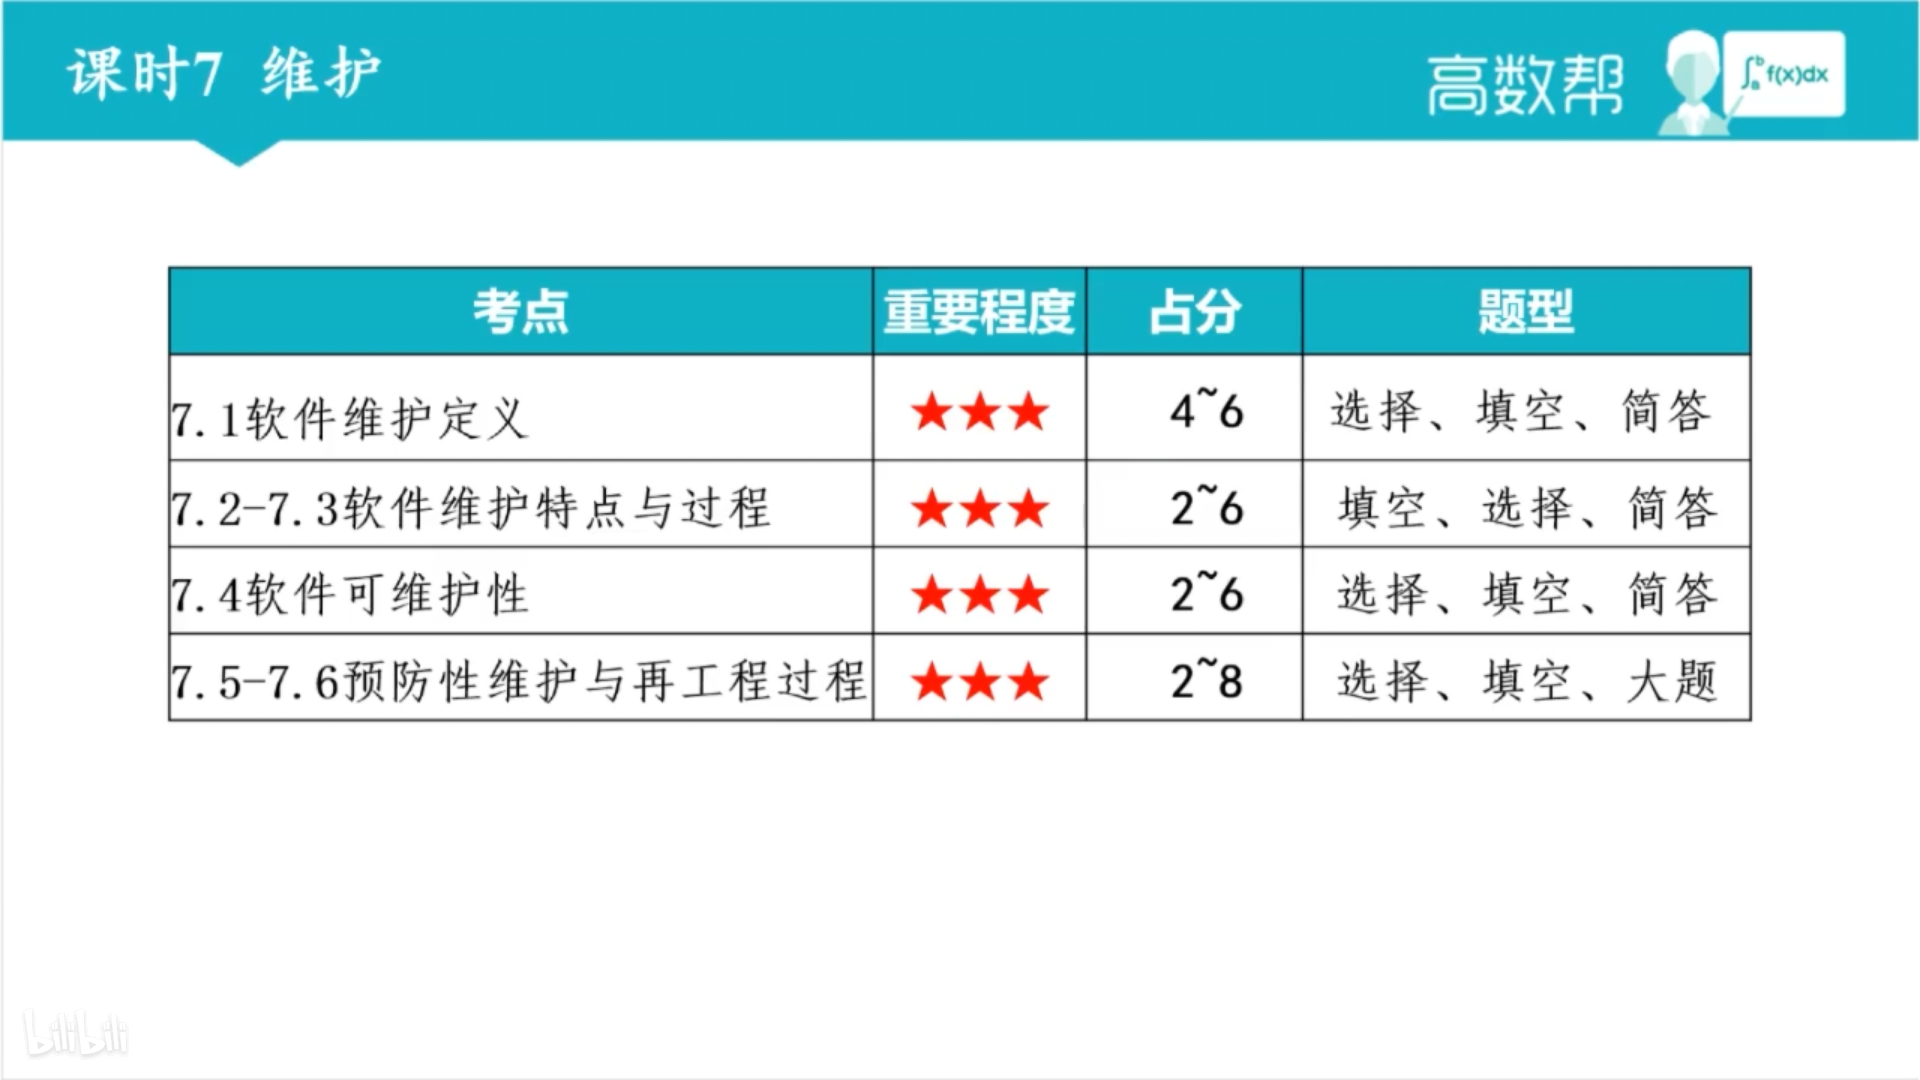 课时7 维护
高数帮
∫ₐᵇf(x)dx
考点 重要程度 占分 题型
7.1软件维护定义 ★★★ 4~6 选择、填空、简答
7.2-7.3软件维护特点与过程 ★★★ 2~6 填空、选择、简答
7.4软件可维护性 ★★★ 2~6 选择、填空、简答
7.5-7.6预防性维护与再工程过程 ★★★ 2~8 选择、填空、大题
bilibili